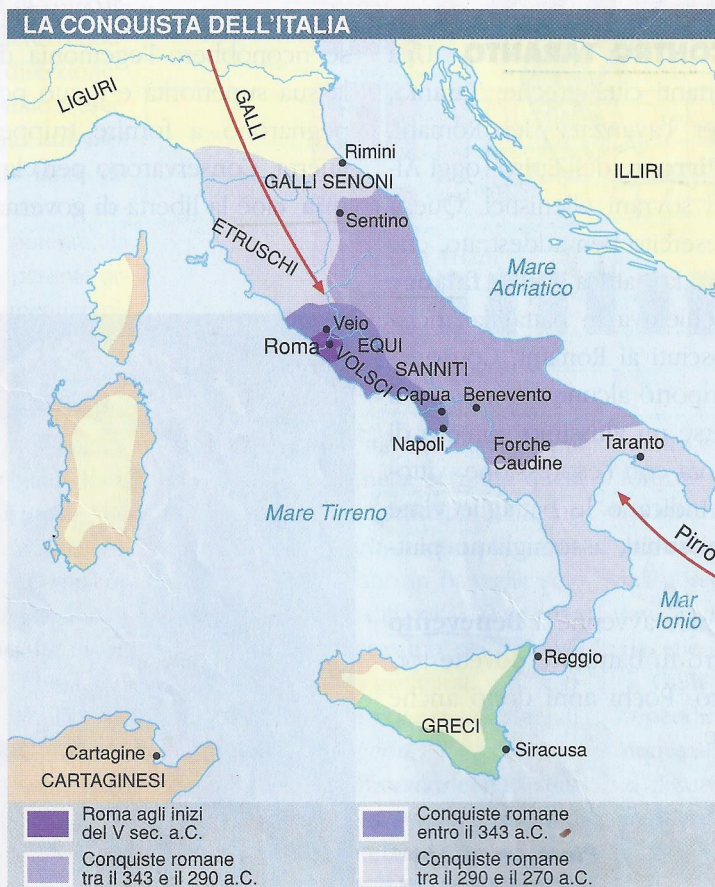 LA CONQUISTA DELL'ITALIA
LIGURI
GALLI
Rimini
GALLI SENONI
ILLIRI
Sentino
ETRUSCHI
Mare
Adriatico
Veio
Roma
EQUI
VOLSCI
SANNITI
Capua
Benevento
Napoli
Forche
Caudine
Taranto
Mare Tirreno
Pirro
Mar
Ionio
Reggio
GRECI
Siracusa
Cartagine
CARTAGINESI
Roma agli inizi
del V sec. a.C.
Conquiste romane
entro il 343 a.C.
Conquiste romane
tra il 343 e il 290 a.C.
Conquiste romane
tra il 290 e il 270 a.C.